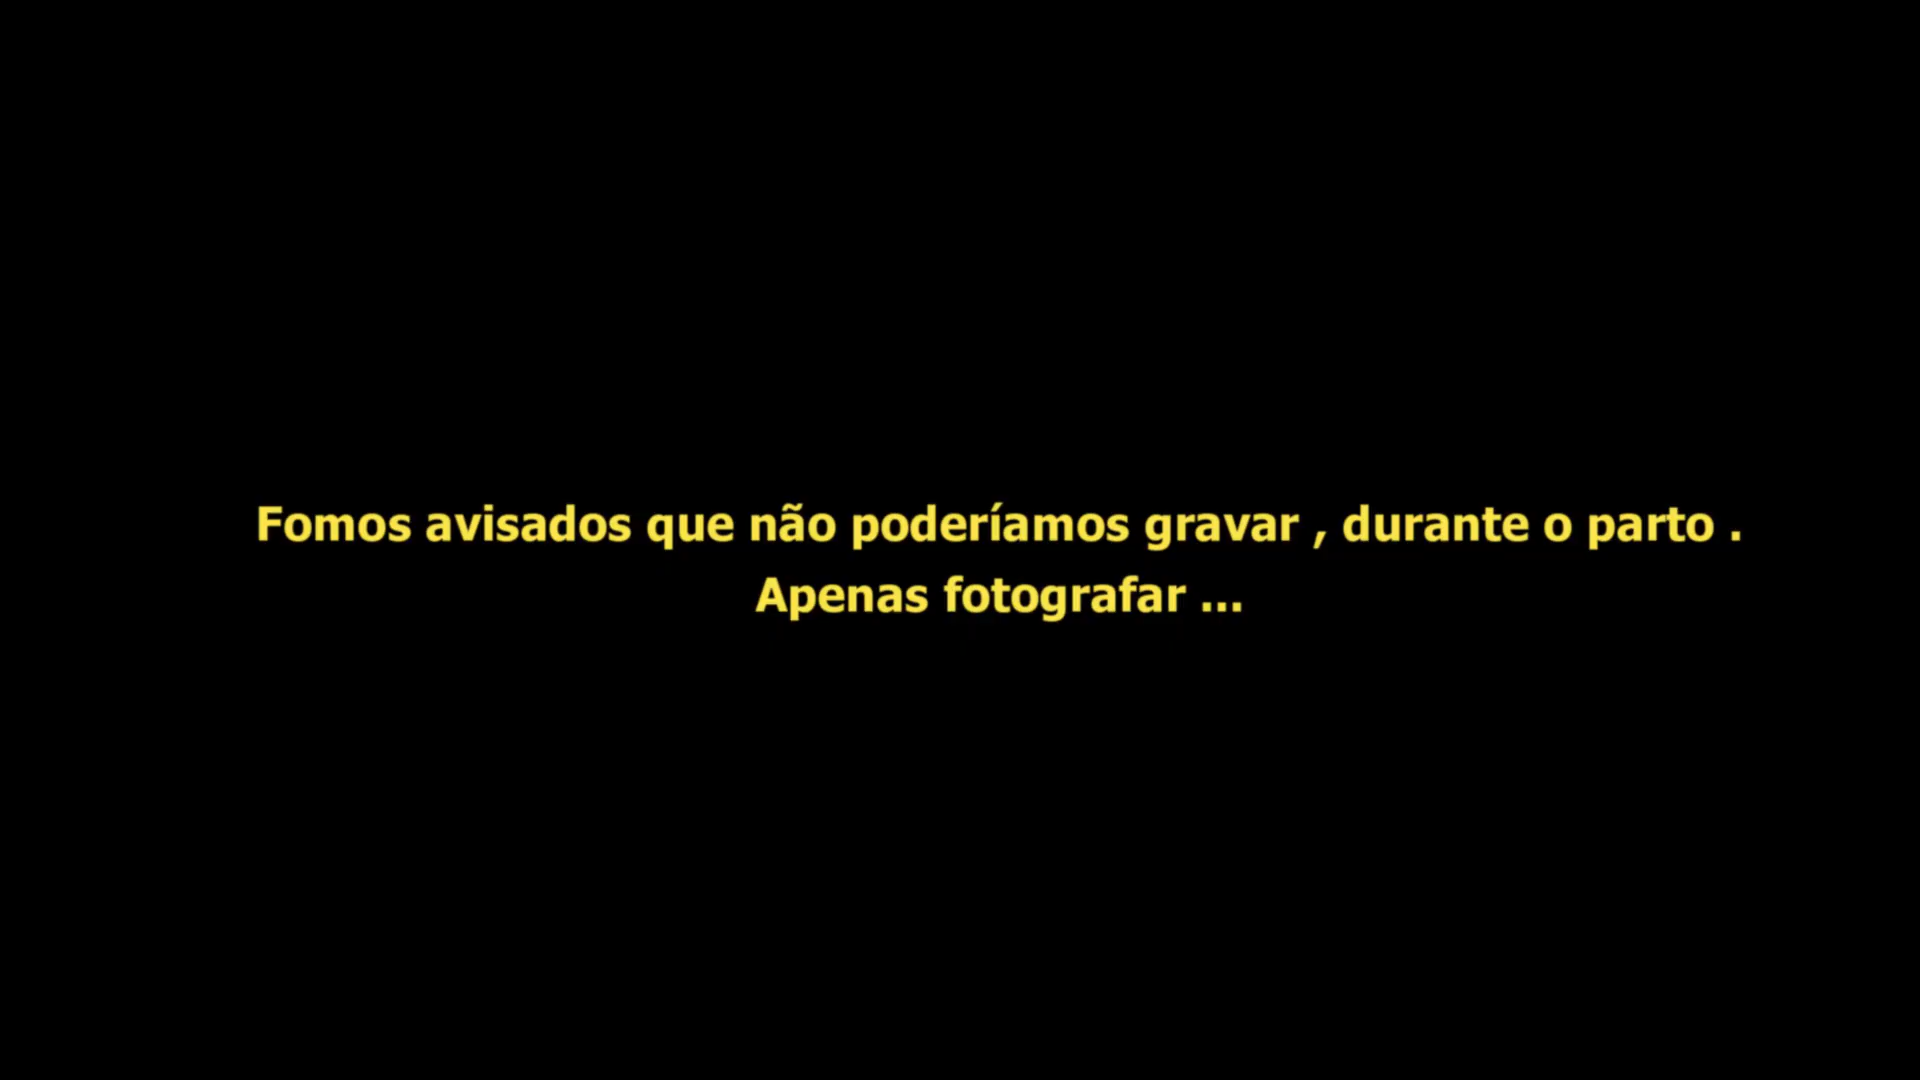 Fomos avisados que não poderíamos gravar , durante o parto .
Apenas fotografar ...